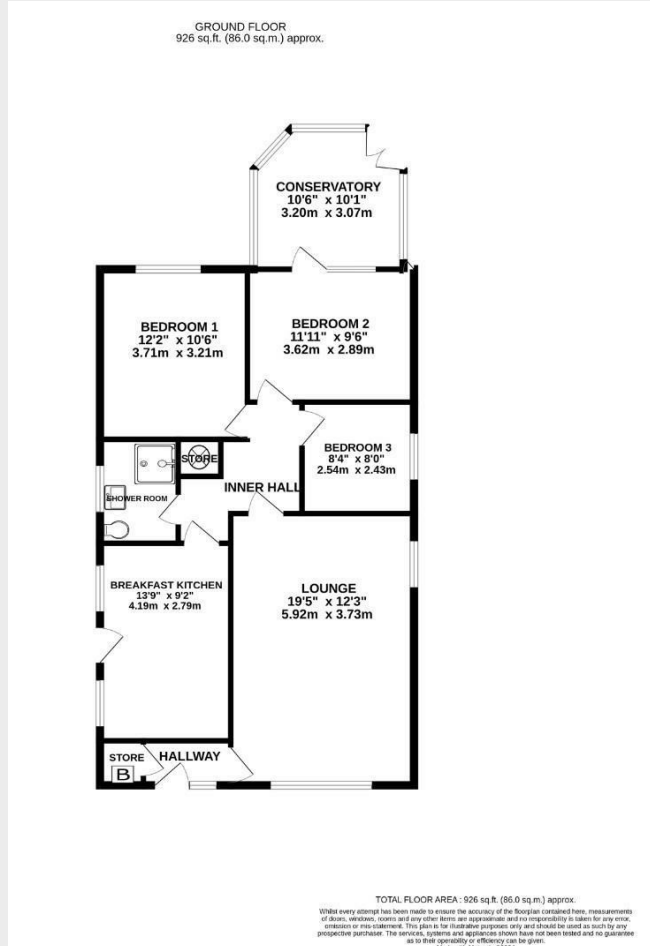 GROUND FLOOR
926 sq.ft. (86.0 sq.m.) approx.
CONSERVATORY
10'6" x 10'1"
3.20m x 3.07m
BEDROOM 1
12'2" x 10'6"
3.71m x 3.21m
BEDROOM 2
11'11" x 9'6"
3.62m x 2.89m
BEDROOM 3
8'4" x 8'0"
2.54m x 2.43m
STORE
SHOWER ROOM
INNER HALL
BREAKFAST KITCHEN
13'9" x 9'2"
4.19m x 2.79m
LOUNGE
19'5" x 12'3"
5.92m x 3.73m
STORE
B
HALLWAY
TOTAL FLOOR AREA : 926 sq.ft. (86.0 sq.m.) approx.
Whilst every attempt has been made to ensure the accuracy of the floorplan contained here, measurements
of doors, windows, rooms and any other items are approximate and no responsibility is taken for any error,
omission or mis-statement. This plan is for illustrative purposes only and should be used as such by any
prospective purchaser. The services, systems and appliances shown have not been tested and no guarantee
as to their operability or efficiency can be given.